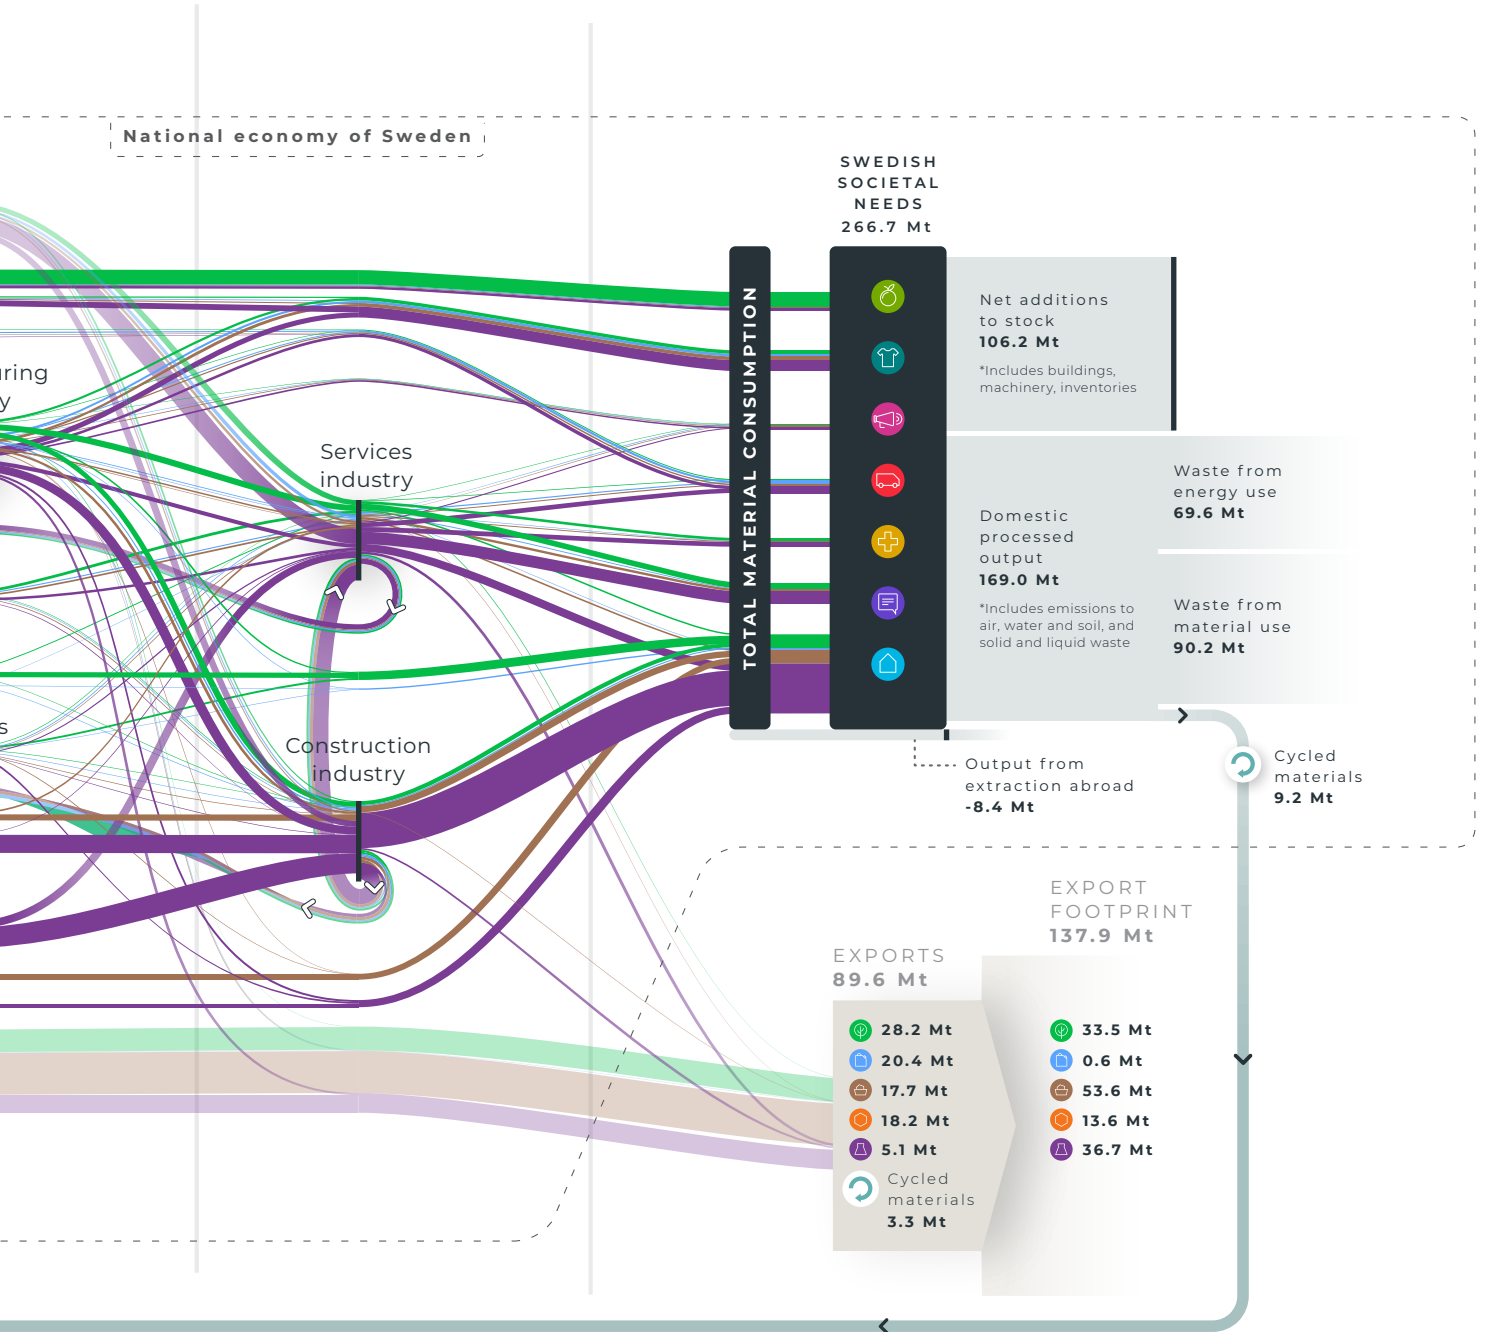 National economy of Sweden
SWEDISH
SOCIETAL
NEEDS
266.7 Mt
TOTAL MATERIAL CONSUMPTION
Net additions
to stock
106.2 Mt
*Includes buildings,
machinery, inventories
uring
y
Services
industry
Waste from
energy use
69.6 Mt
Domestic
processed
output
169.0 Mt
*Includes emissions to
air, water and soil, and
solid and liquid waste
Waste from
material use
90.2 Mt
s
Construction
industry
Output from
extraction abroad
-8.4 Mt
Cycled
materials
9.2 Mt
EXPORT
FOOTPRINT
137.9 Mt
EXPORTS
89.6 Mt
28.2 Mt
20.4 Mt
17.7 Mt
18.2 Mt
5.1 Mt
Cycled
materials
3.3 Mt
33.5 Mt
0.6 Mt
53.6 Mt
13.6 Mt
36.7 Mt